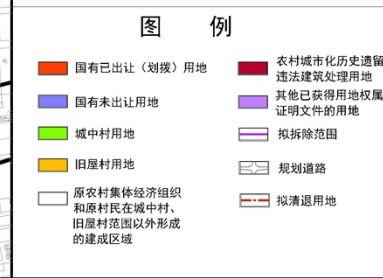 图 例
国有已出让（划拨）用地
国有未出让用地
城中村用地
旧屋村用地
原农村集体经济组织
和原村民在城中村、
旧屋村范围以外形成
的建成区域
农村城市化历史遗留
违法建筑处理用地
其他已获得用地权属
证明文件的用地
拟拆除范围
规划道路
拟清退用地